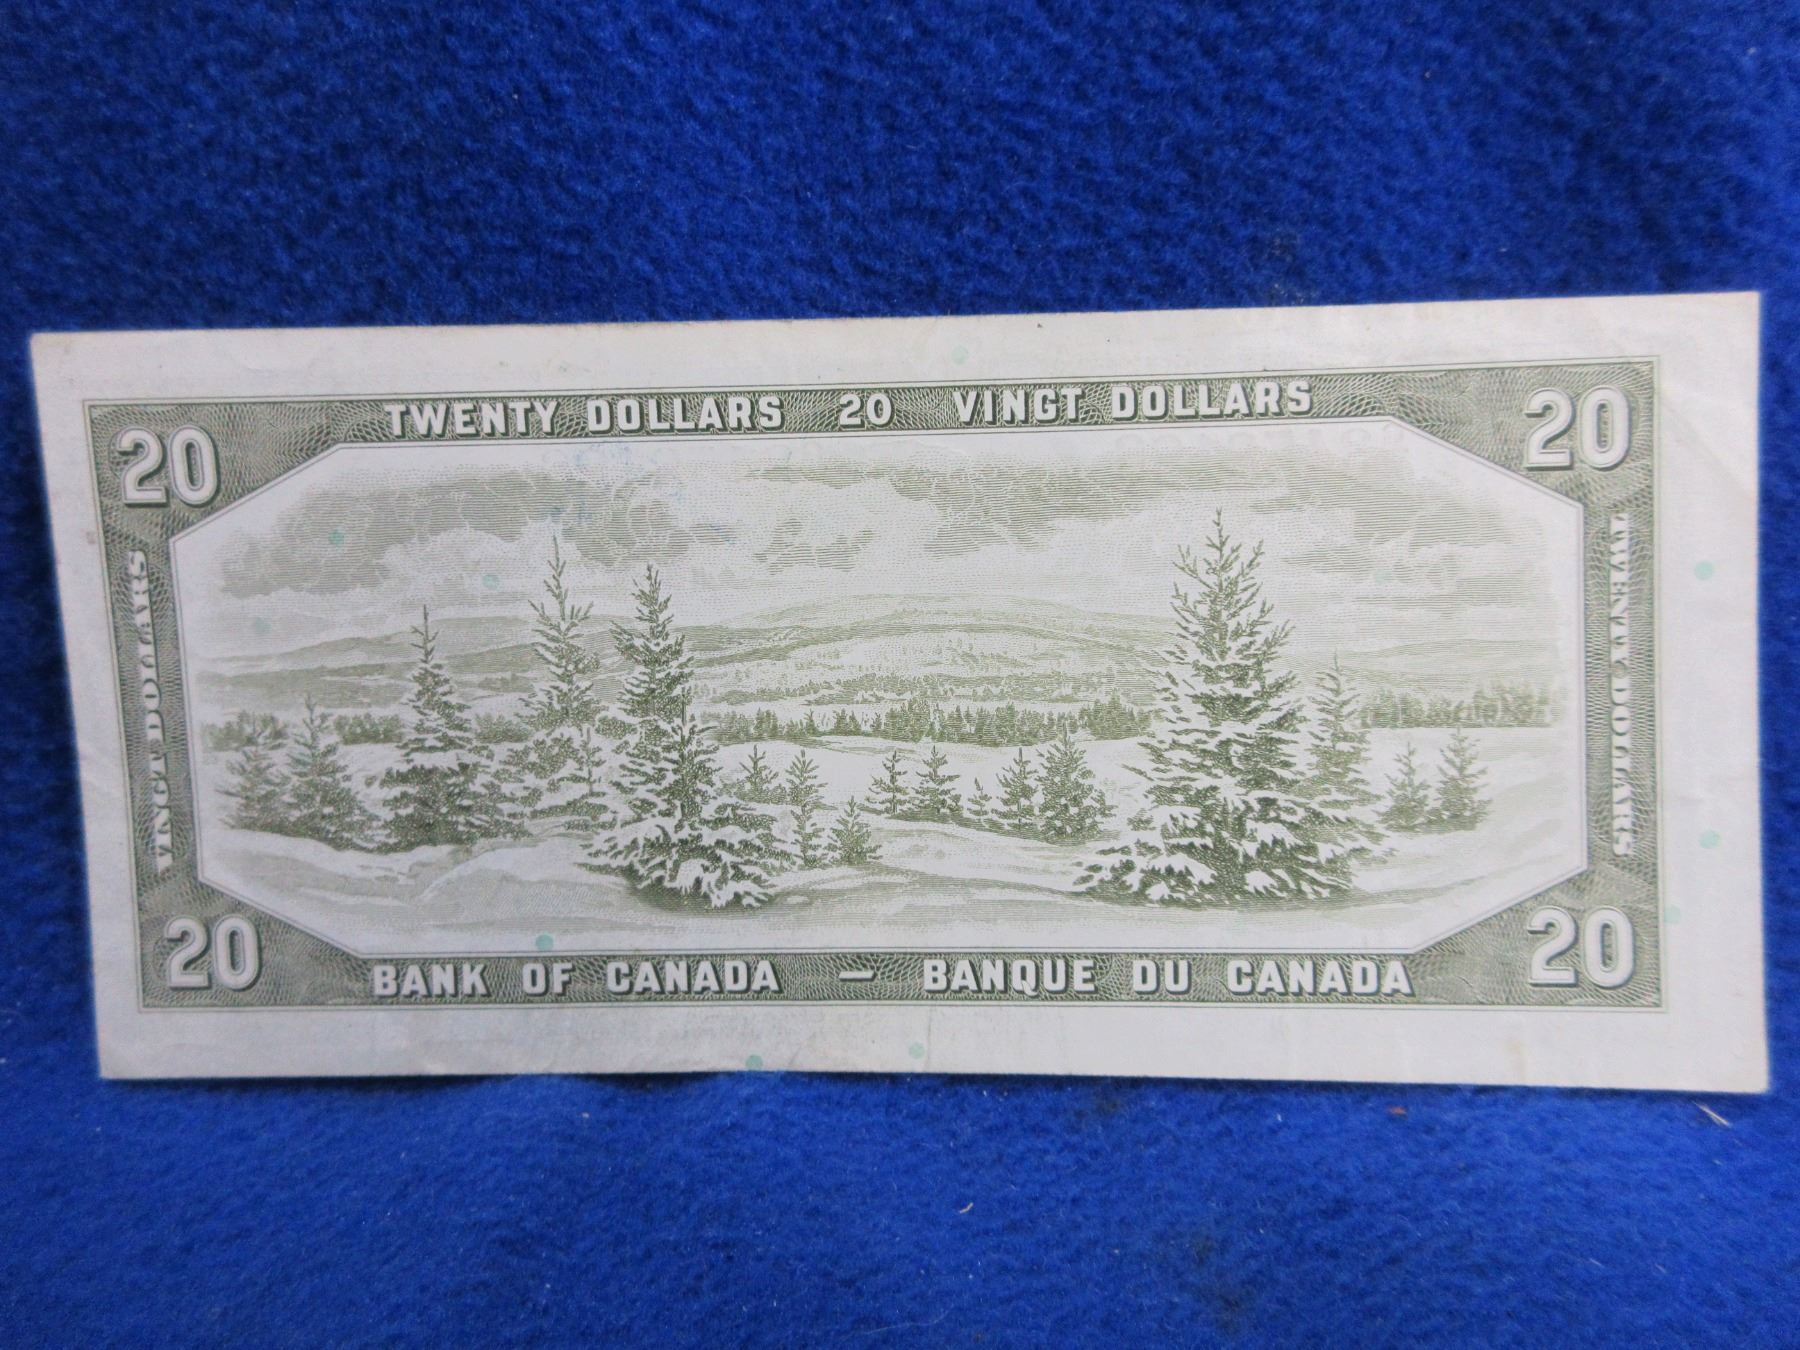 TWENTY DOLLARS 20 VINGT DOLLARS
20
20
VINGT DOLLARS
TWENTY DOLLARS
20
20
BANK OF CANADA — BANQUE DU CANADA